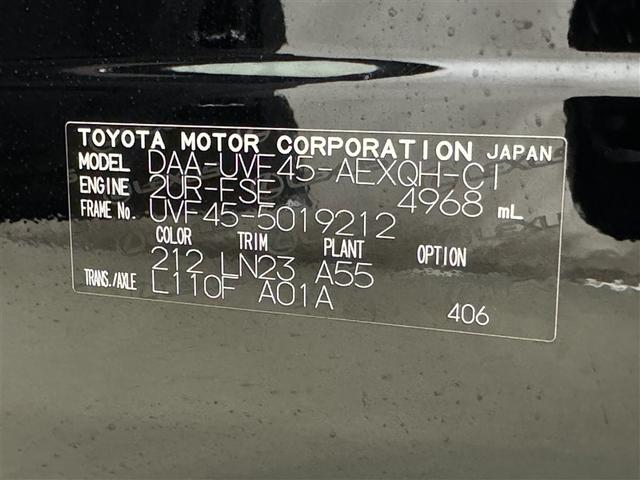 TOYOTA MOTOR CORPORATION JAPAN
MODEL DAA-UVF45-AEXQH-C1
ENGINE 2UR-FSE 4968 mL
FRAME No. UVF45-5019212
COLOR TRIM PLANT OPTION
212 LN23 A55
TRANS./AXLE L110F A01A
406